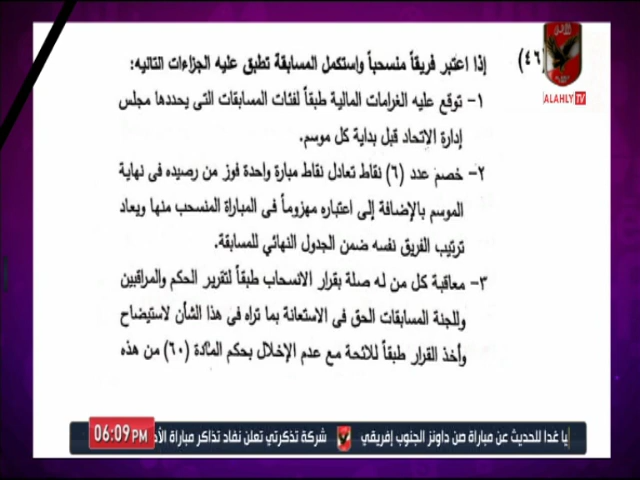 (٤٦)
إذا اعتبر فريقاً منسحباً واستكمل المسابقة تطبق عليه الجزاءات التاليه:
١- توقع عليه الغرامات المالية طبقاً لفئات المسابقات التى يحددها مجلس
إدارة الاتحاد قبل بداية كل موسم.
٢- خصم عدد (٦) نقاط تعادل نقاط مباراة واحدة فوز من رصيده فى نهاية
الموسم بالإضافة إلى اعتباره مهزوماً فى المباراة المنسحب منها ويعاد
ترتيب الفريق نفسه ضمن الجدول النهائي للمسابقة.
٣- معاقبة كل من له صلة بقرار الانسحاب طبقاً لتقرير الحكم والمراقبين
وللجنة المسابقات الحق فى الاستعانة بما تراه فى هذا الشأن لاستيضاح
وأخذ القرار طبقاً للائحة مع عدم الإخلال بحكم المادة (٦٠) من هذه
ALAHLY TV
يا غدا للحديث عن مباراة صن داونز الجنوب إفريقي
شركة تذكرتي تعلن نفاد تذاكر مباراة الأ
06:09 PM